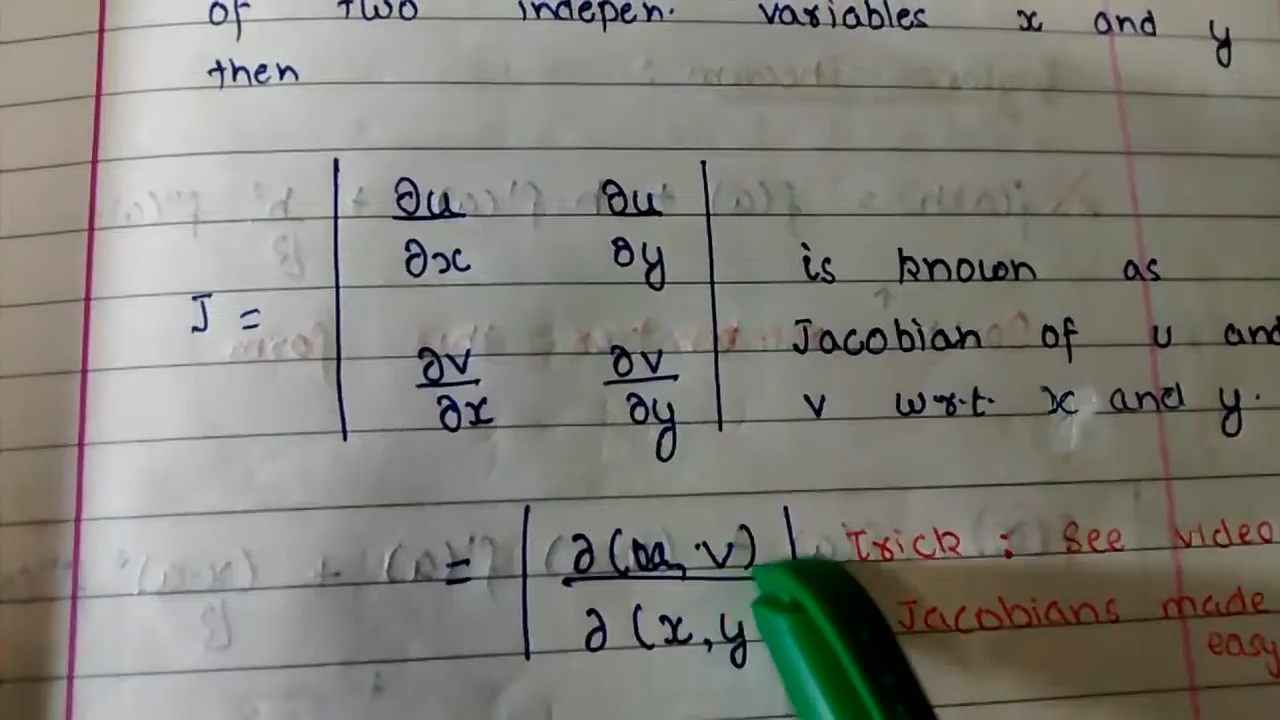 of two indepen. variables x and y
then
J = | ∂u/∂x ∂u/∂y |
| ∂v/∂x ∂v/∂y |
is known as
Jacobian of u and
v w.r.t. x and y.
= | ∂(u, v) / ∂(x, y |
Trick : See video
Jacobians made
easy